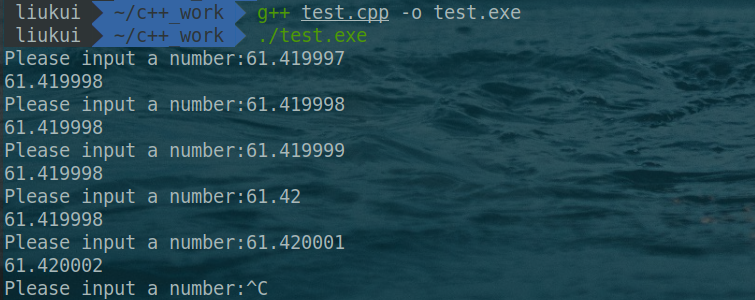 liukui ~/c++_work g++ test.cpp -o test.exe
liukui ~/c++_work ./test.exe
Please input a number:61.419997
61.419998
Please input a number:61.419998
61.419998
Please input a number:61.419999
61.419998
Please input a number:61.42
61.419998
Please input a number:61.420001
61.420002
Please input a number:^C